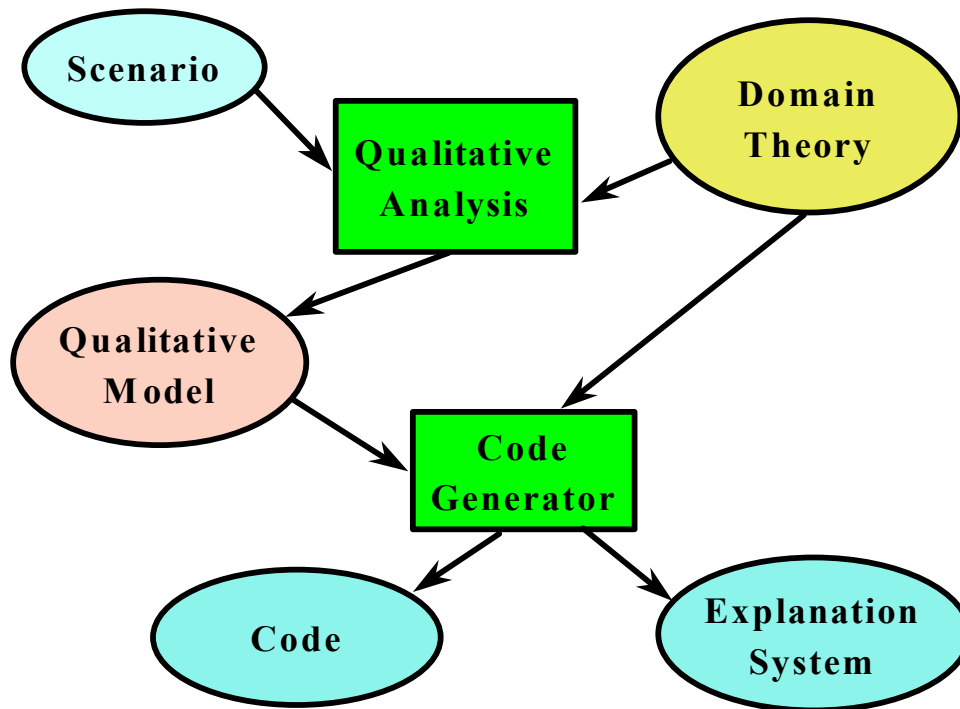 Scenario
Domain
Theory
Qualitative
Analysis
Qualitative
Model
Code
Generator
Code
Explanation
System